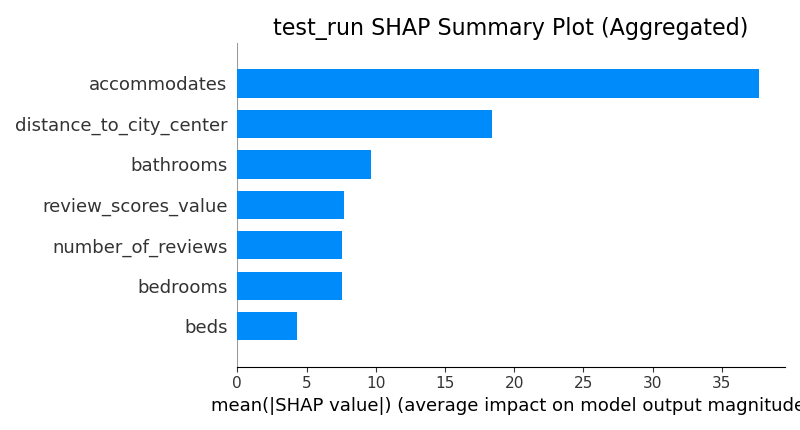 test_run SHAP Summary Plot (Aggregated)
accommodates
distance_to_city_center
bathrooms
review_scores_value
number_of_reviews
bedrooms
beds
0 5 10 15 20 25 30 35
mean(|SHAP value|) (average impact on model output magnitude